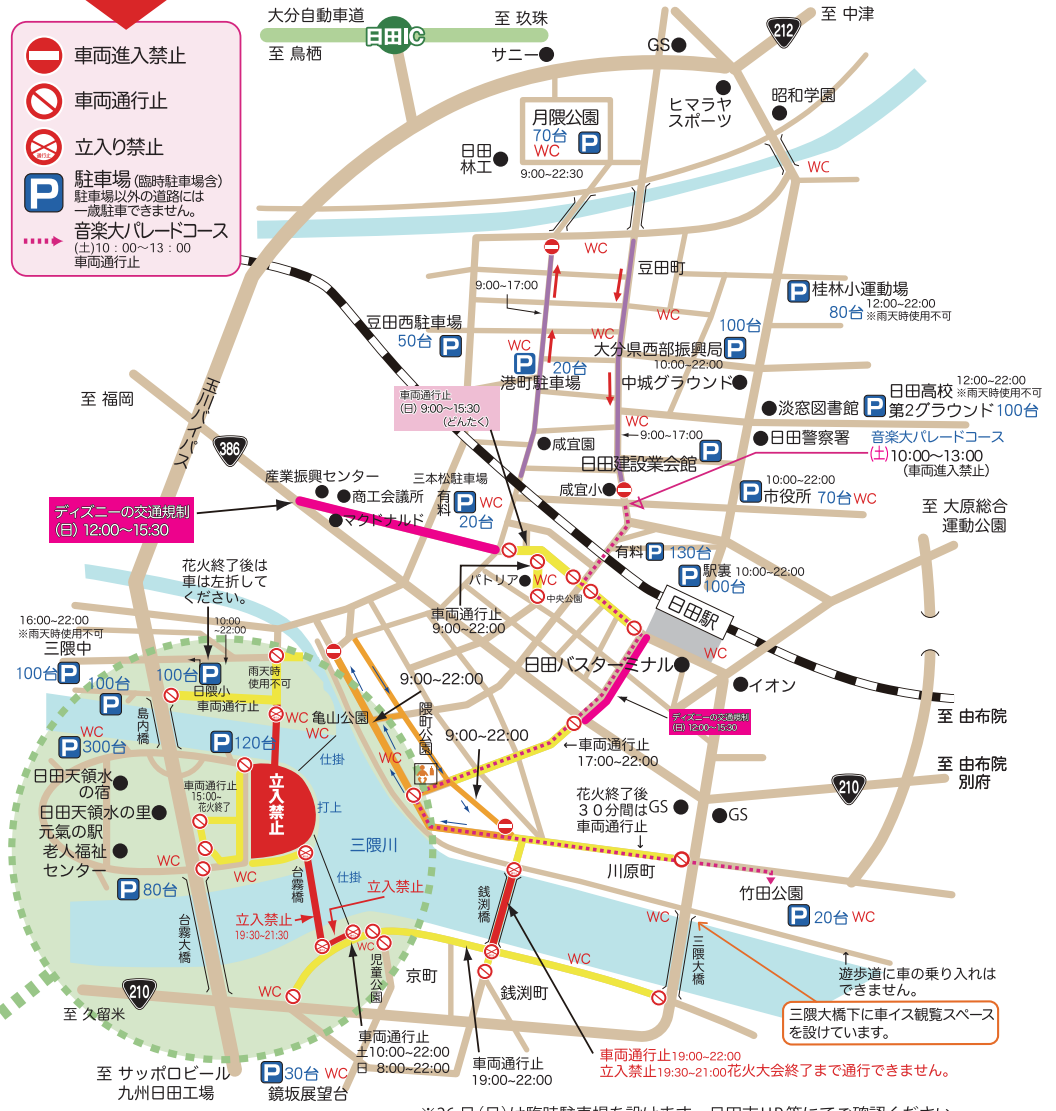 車両進入禁止
車両通行止
立入り禁止
P
駐車場(臨時駐車場含)
駐車場以外の道路には
一歳駐車できません。
音楽大パレードコース
(土)10:00～13:00
車両通行止
大分自動車道
至 玖珠
日田IC
至 鳥栖
サニー
GS
至 中津
212
ヒマラヤ
スポーツ
昭和学園
月隈公園
70台
P
WC
9:00~22:30
日田
林工
WC
WC
豆田町
9:00~17:00
WC
豆田西駐車場
50台
P
WC
WC
P
20台
港町駐車場
100台
大分県西部振興局
P
10:00~22:00
中城グラウンド
P
桂林小運動場
12:00~22:00
80台
※雨天時使用不可
至 福岡
玉川バイパス
386
車両通行止
(日) 9:00~15:30
(どんたく)
WC
9:00~17:00
咸宜園
日田建設業会館
P
咸宜小
淡窓図書館
P
日田高校
第2グラウンド
12:00~22:00
※雨天時使用不可
100台
日田警察署
音楽大パレードコース
(土)10:00~13:00
(車両進入禁止)
10:00~22:00
P
市役所 70台WC
至 大原総合
運動公園
産業振興センター
商工会議所
マクドナルド
三本松駐車場
有料
P
WC
20台
ディズニーの交通規制
(日) 12:00~15:30
パトリア
WC
中央公園
車両通行止
9:00~22:00
有料
P
130台
P
駅裏 10:00~22:00
100台
日田駅
WC
日田バスターミナル
イオン
至 由布院
至 由布院
別府
ディズニーの交通規制
(日) 12:00~15:30
花火終了後は
車は左折して
ください。
10:00
~22:00
16:00~22:00
※雨天時使用不可
三隈中
100台
P
100台
P
100台
P
日隈小
車両通行止
雨天時
使用不可
島内橋
WC
亀山公園
WC
9:00~22:00
隈町公園
9:00~22:00
WC
車両通行止
17:00~22:00
WC
P
300台
P
120台
仕掛
日田天領水
の宿
日田天領水の里
元氣の駅
老人福祉
センター
車両通行止
15:00~
花火終了
立入禁止
打上
三隈川
WC
WC
P
80台
台霧橋
仕掛
立入禁止
立入禁止
19:30~21:30
台霧大橋
WC
児童公園
WC
銭渕橋
京町
銭渕町
WC
花火終了後
30分間は
車両通行止
GS
GS
210
川原町
竹田公園
P
20台 WC
WC
三隈大橋
遊歩道に車の乗り入れは
できません。
三隈大橋下に車イス観覧スペース
を設けています。
210
至 久留米
至 サッポロビール
九州日田工場
P
30台 WC
鏡坂展望台
車両通行止
土10:00~22:00
日 8:00~22:00
車両通行止
19:00~22:00
車両通行止19:00~22:00
立入禁止19:30~21:00花火大会終了まで通行できません。